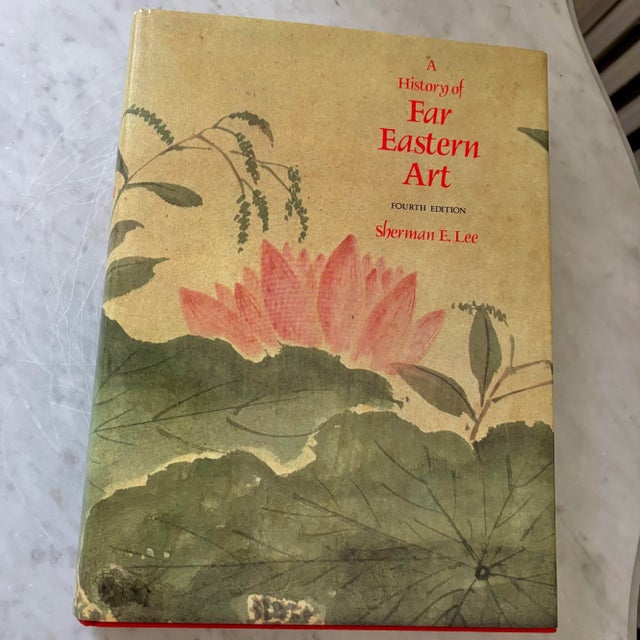 A
History of
Far
Eastern
Art
FOURTH EDITION
Sherman E. Lee